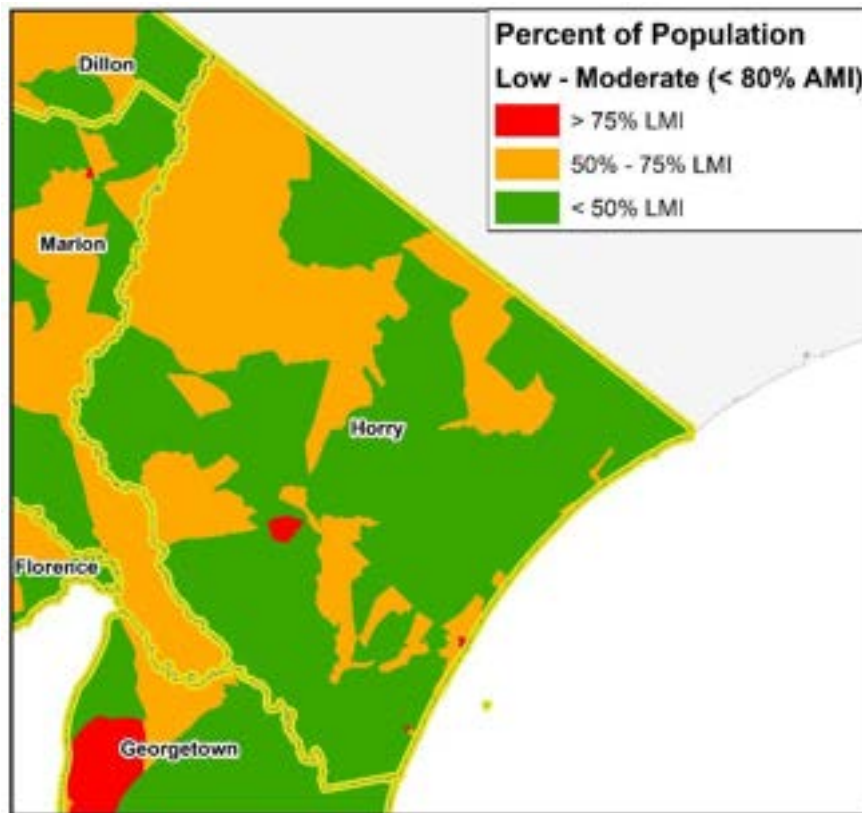 Percent of Population
Low - Moderate (< 80% AMI)
> 75% LMI
50% - 75% LMI
< 50% LMI
Dillon
Marion
Horry
Florence
Georgetown